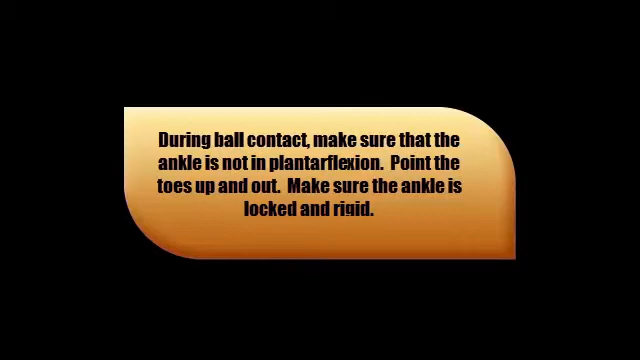 During ball contact, make sure that the
ankle is not in plantarflexion.  Point the
toes up and out.  Make sure the ankle is
locked and rigid.